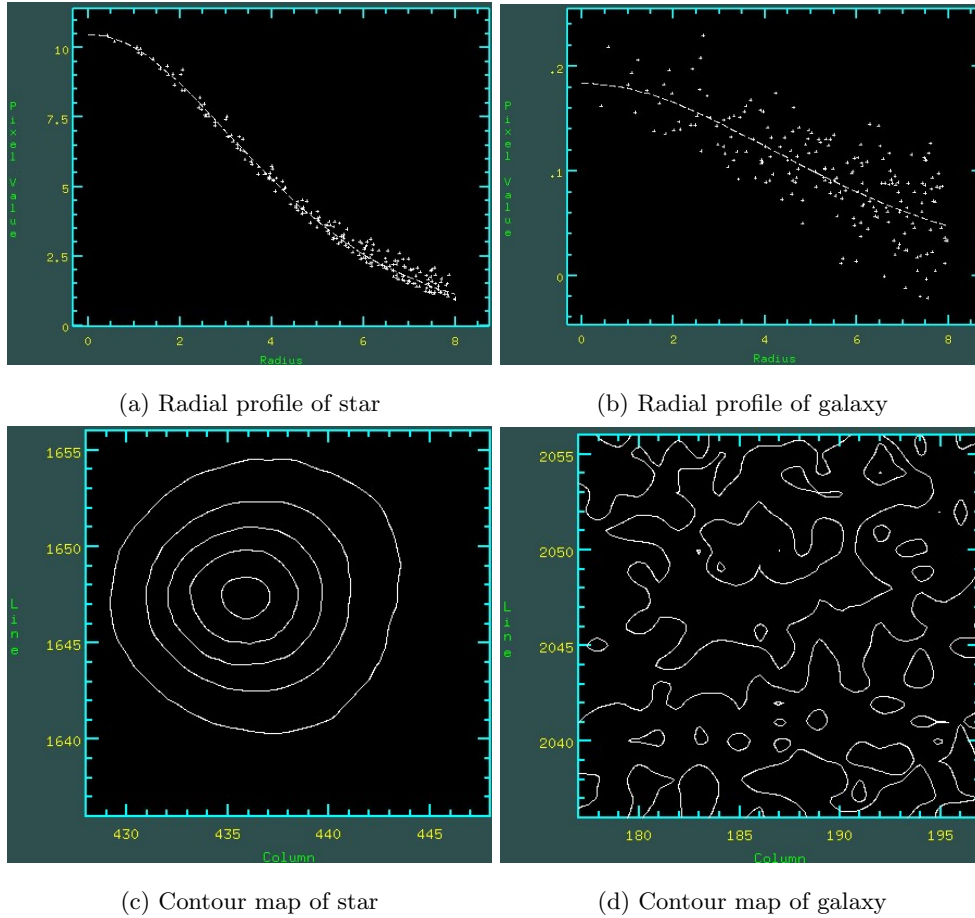 10
7.5
5
2.5
0
Pixel Value
0 2 4 6 8
Radius
.2
.1
0
Pixel Value
0 2 4 6 8
Radius
(a) Radial profile of star
(b) Radial profile of galaxy
1655
1650
1645
1640
Line
430 435 440 445
Column
2055
2050
2045
2040
Line
180 185 190 195
Column
(c) Contour map of star
(d) Contour map of galaxy